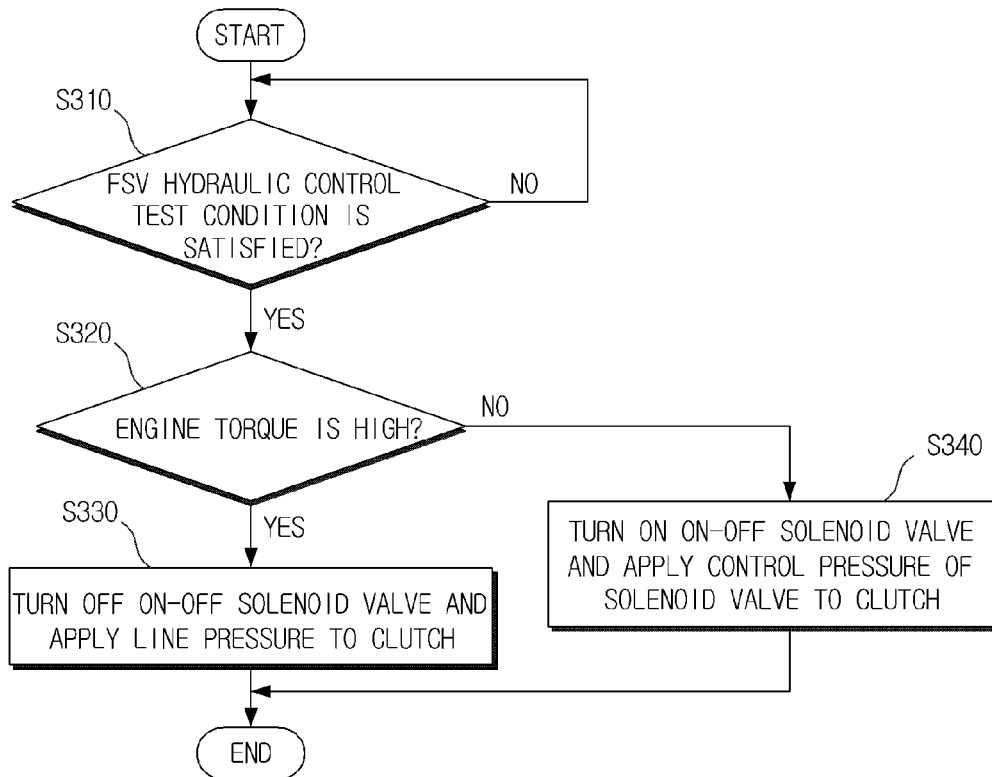 START
S310
FSV HYDRAULIC CONTROL
TEST CONDITION IS
SATISFIED?
NO
YES
S320
ENGINE TORQUE IS HIGH?
NO
YES
S330
TURN OFF ON-OFF SOLENOID VALVE AND
APPLY LINE PRESSURE TO CLUTCH
S340
TURN ON ON-OFF SOLENOID VALVE
AND APPLY CONTROL PRESSURE OF
SOLENOID VALVE TO CLUTCH
END